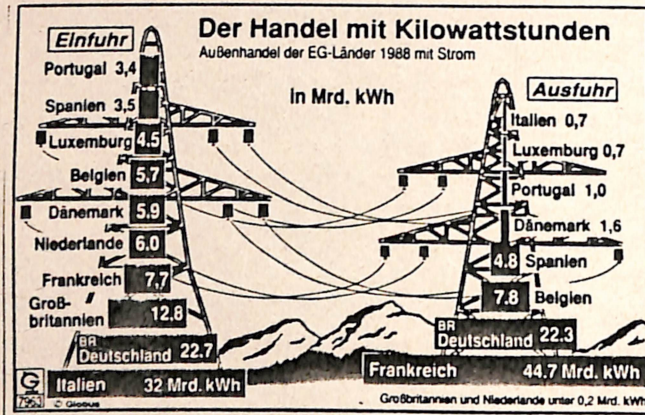 Der Handel mit Kilowattstunden
Außenhandel der EG-Länder 1988 mit Strom
in Mrd. kWh
Einfuhr
Portugal 3,4
Spanien 3,5
Luxemburg 4.5
Belgien 5.7
Dänemark 5.9
Niederlande 6.0
Frankreich 7.7
Groß-
britannien 12.8
BR
Deutschland 22.7
Italien 32 Mrd. kWh
Ausfuhr
Italien 0,7
Luxemburg 0,7
Portugal 1,0
Dänemark 1,6
4.8 Spanien
7.8 Belgien
BR
Deutschland 22.3
Frankreich 44.7 Mrd. kWh
G
7963 © Globus
Großbritannien und Niederlande unter 0,2 Mrd. kWh